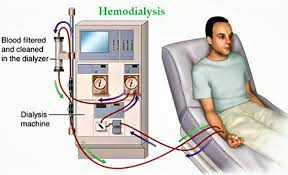 Hemodialysis
Blood filtered
and cleaned
in the dialyzer
Dialysis
machine